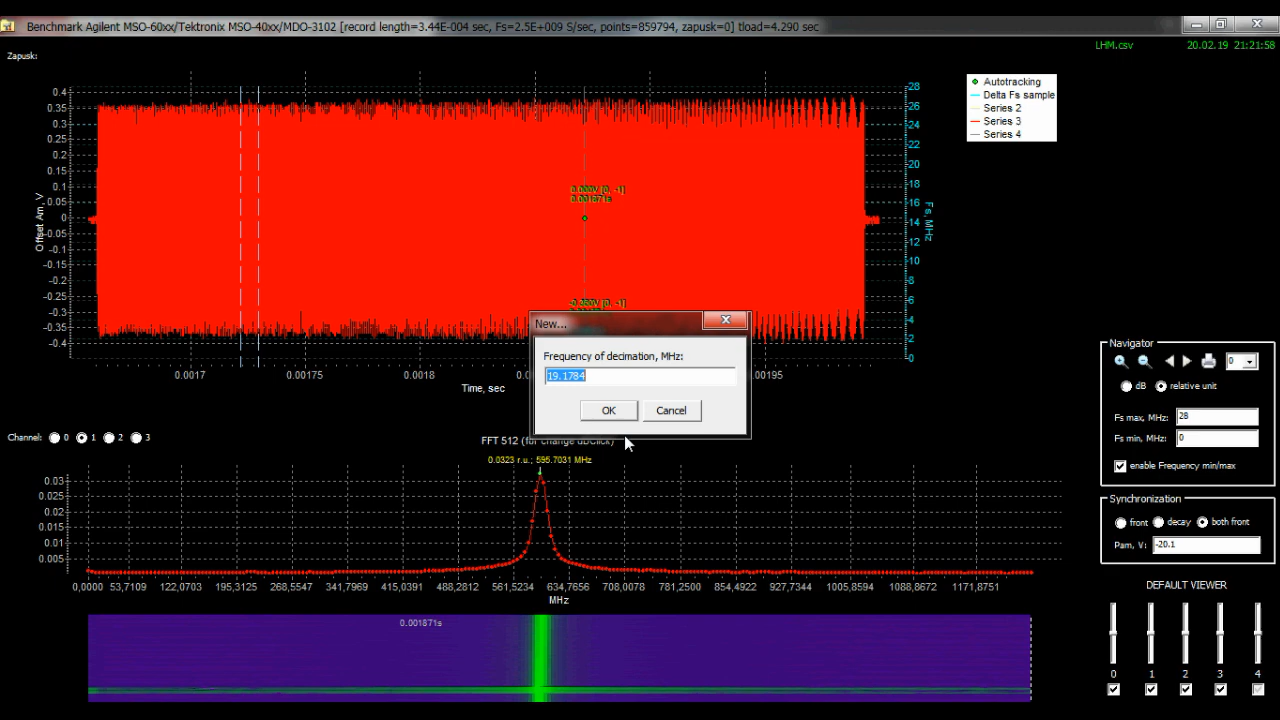 Benchmark Agilent MSO-60xx/Tektronix MSO-40xx/MDO-3102 [record length=3.44E-004 sec, Fs=2.5E+009 S/sec, points=859794, zapusk=0] tload=4.290 sec
LHM.csv 20.02.19 21:21:58
Zapusk:
Autotracking
Delta Fs sample
Series 2
Series 3
Series 4
0.4
0.35
0.3
0.25
0.2
0.15
0.1
0.05
0
-0.05
-0.1
-0.15
-0.2
-0.25
-0.3
-0.35
-0.4
Offset Am, V
28
26
24
22
20
18
16
14
12
10
8
6
4
2
0
Fs, MHz
0.000V [0, -1]
0.001871s
-0.260V [0, -1]
0.0017 0.00175 0.0018 0.00195
Time, sec
New...
Frequency of decimation, MHz:
19.1784
OK Cancel
Navigator
0
dB relative unit
Fs max, MHz: 28
Fs min, MHz: 0
enable Frequency min/max
Synchronization
front decay both front
Pam, V: -20.1
Channel: 0 1 2 3
FFT 512 (for change dblClick)
0.0323 r.u.; 595.7031 MHz
0.03
0.025
0.02
0.015
0.01
0.005
0,0000 53,7109 122,0703 195,3125 268,5547 341,7969 415,0391 488,2812 561,5234 634,7656 708,0078 781,2500 854,4922 927,7344 1005,8594 1088,8672 1171,8751
MHz
0.001871s
DEFAULT VIEWER
0 1 2 3 4